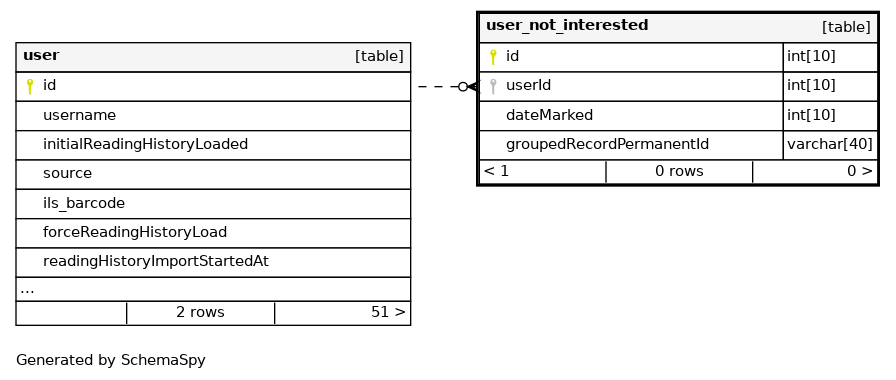 user [table]
id
username
initialReadingHistoryLoaded
source
ils_barcode
forceReadingHistoryLoad
readingHistoryImportStartedAt
...
2 rows 51 >
user_not_interested [table]
id int[10]
userId int[10]
dateMarked int[10]
groupedRecordPermanentId varchar[40]
< 1 0 rows 0 >
Generated by SchemaSpy